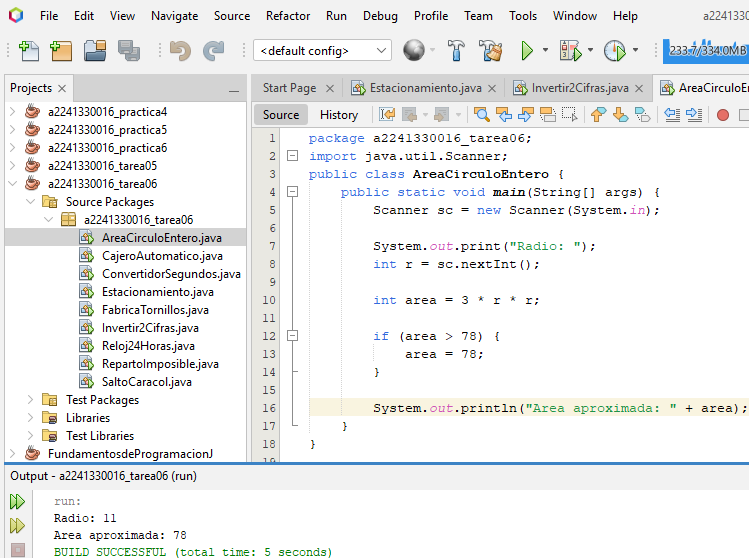 File Edit View Navigate Source Refactor Run Debug Profile Team Tools Window Help a2241330016_
<default config> 233.7/334.0MB
Projects Start Page Estacionamiento.java Invertir2Cifras.java AreaCirculoEn
Source History
a2241330016_practica4
a2241330016_practica5
a2241330016_practica6
a2241330016_tarea05
a2241330016_tarea06
Source Packages
a2241330016_tarea06
AreaCirculoEntero.java
CajeroAutomatico.java
ConvertidorSegundos.java
Estacionamiento.java
FabricaTornillos.java
Invertir2Cifras.java
Reloj24Horas.java
RepartoImposible.java
SaltoCaracol.java
Test Packages
Libraries
Test Libraries
FundamentosdeProgramacionJ
1 package a2241330016_tarea06;
2 import java.util.Scanner;
3 public class AreaCirculoEntero {
4 public static void main(String[] args) {
5 Scanner sc = new Scanner(System.in);
6
7 System.out.print("Radio: ");
8 int r = sc.nextInt();
9
10 int area = 3 * r * r;
11
12 if (area > 78) {
13 area = 78;
14 }
15
16 System.out.println("Area aproximada: " + area);
17 }
18 }
19
Output - a2241330016_tarea06 (run)
run:
Radio: 11
Area aproximada: 78
BUILD SUCCESSFUL (total time: 5 seconds)